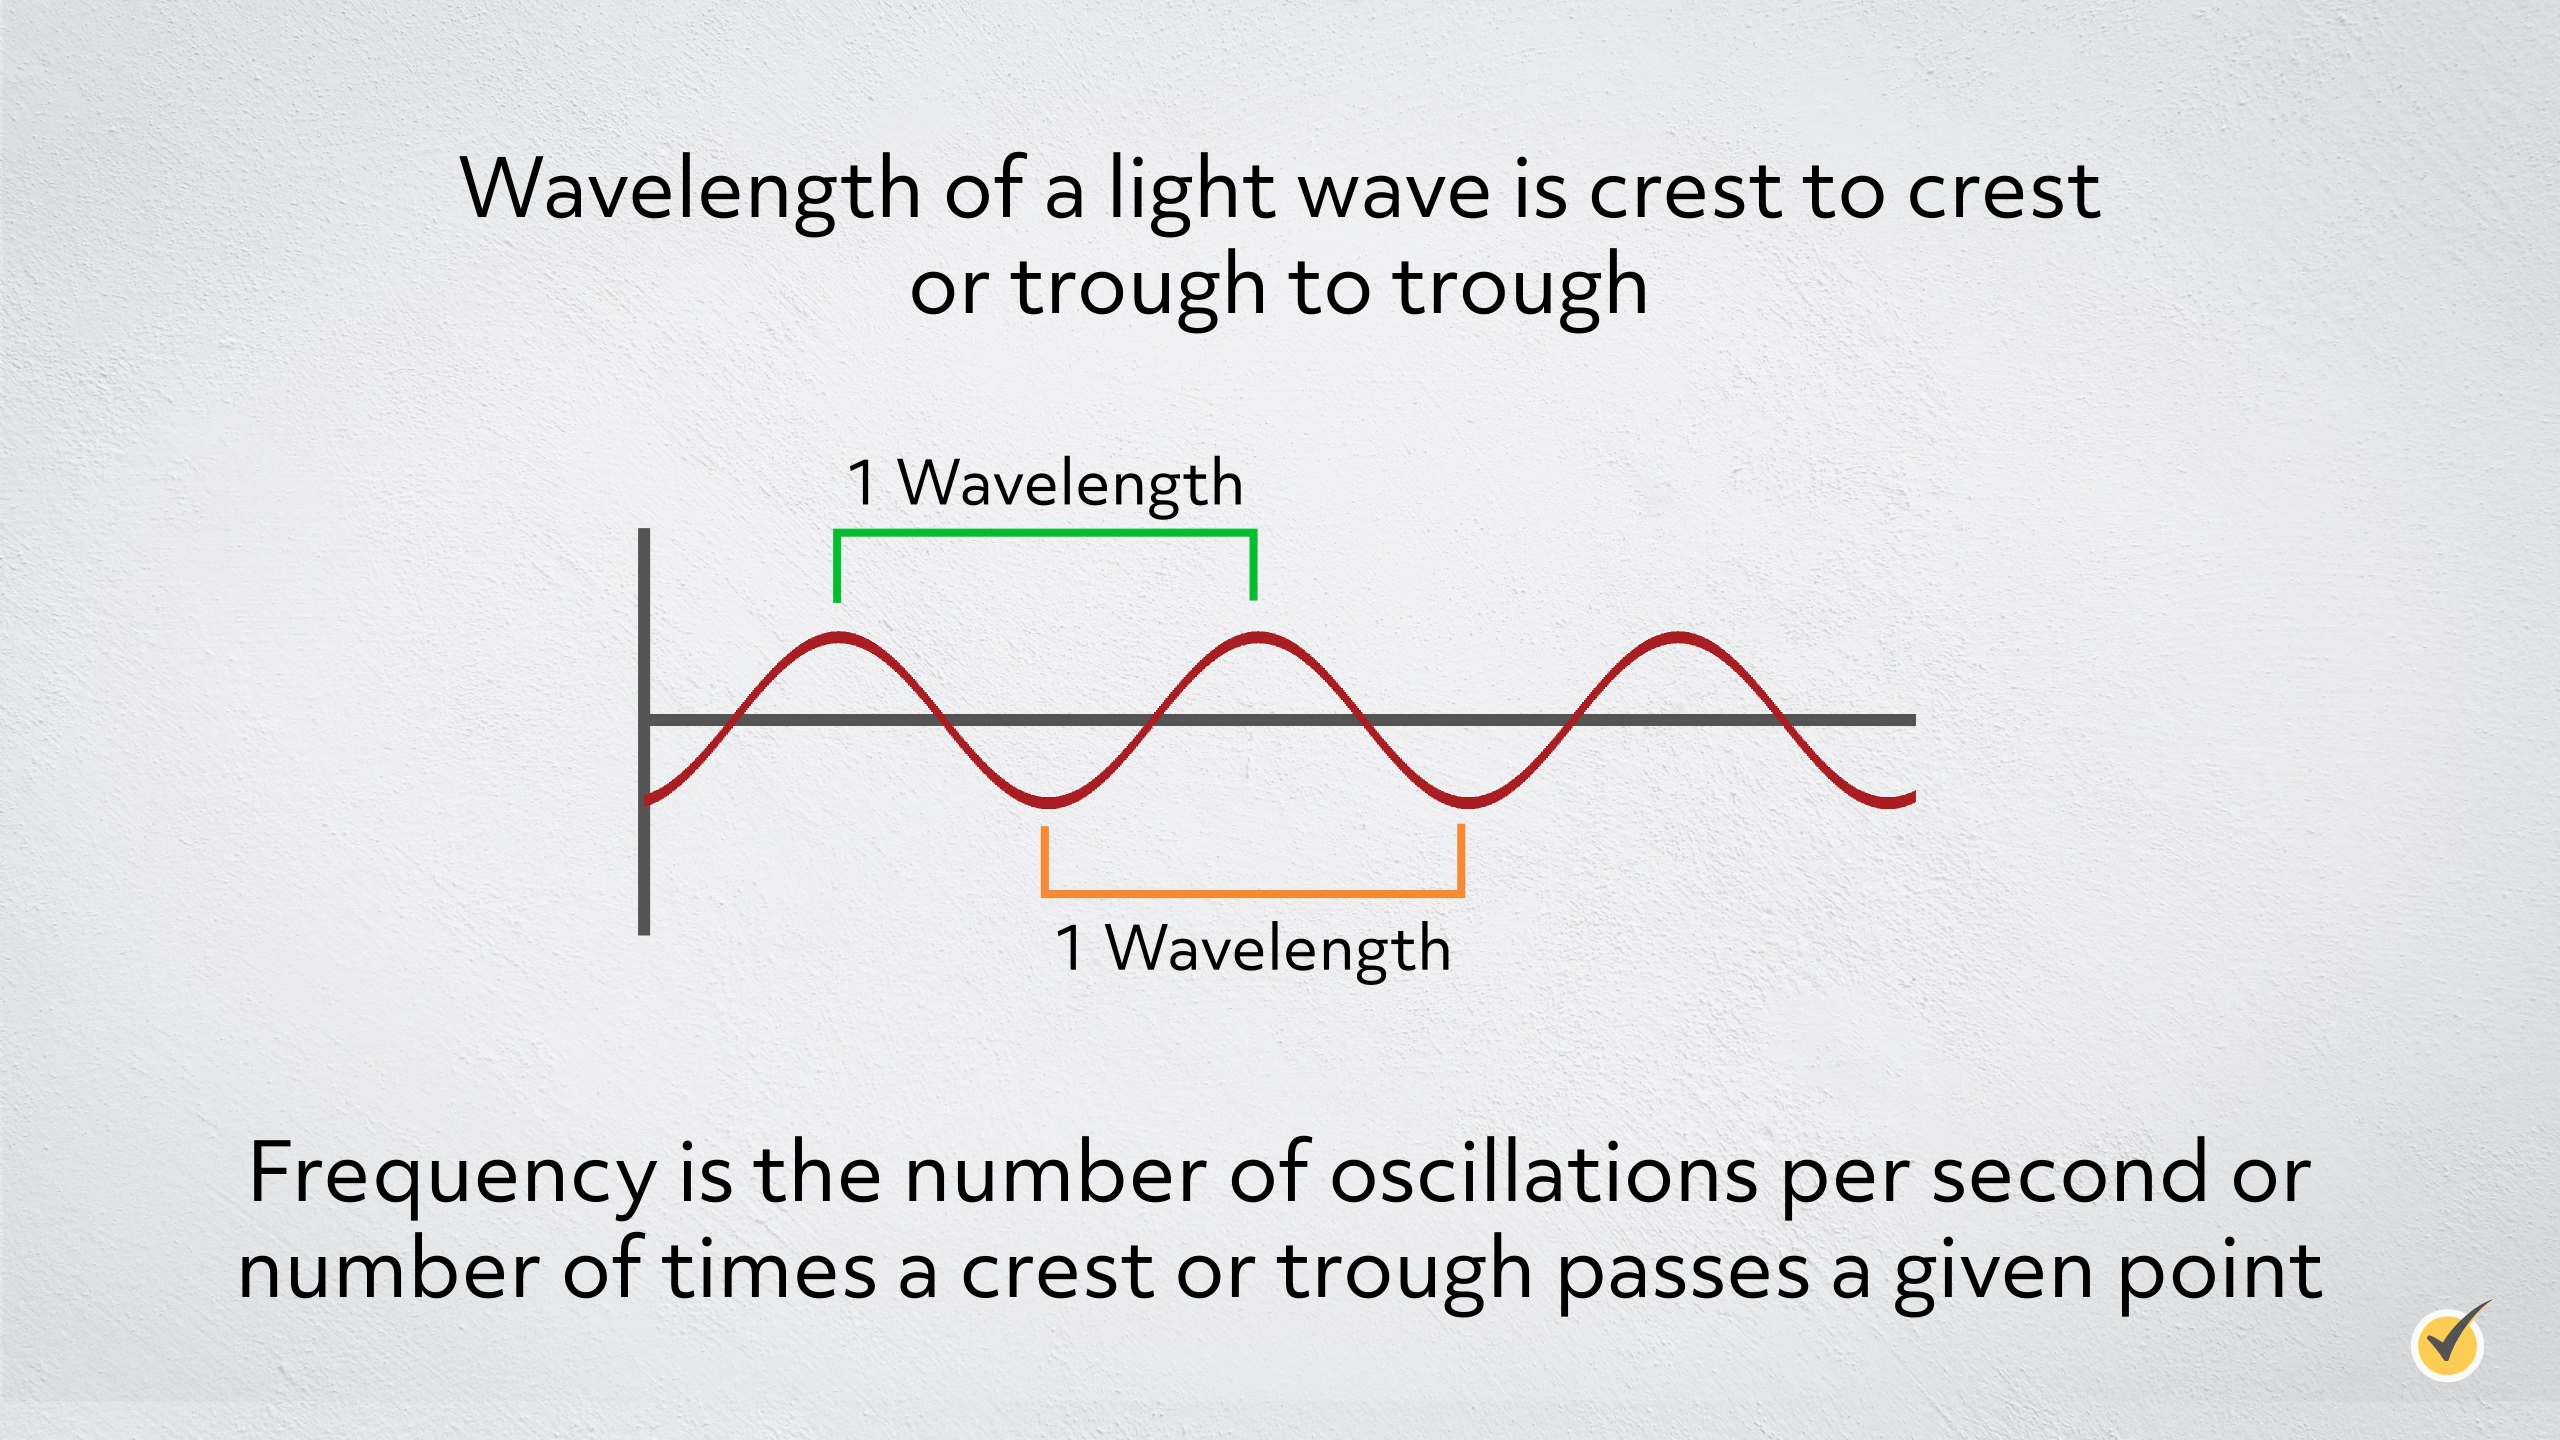 Wavelength of a light wave is crest to crest
or trough to trough
1 Wavelength
1 Wavelength
Frequency is the number of oscillations per second or
number of times a crest or trough passes a given point